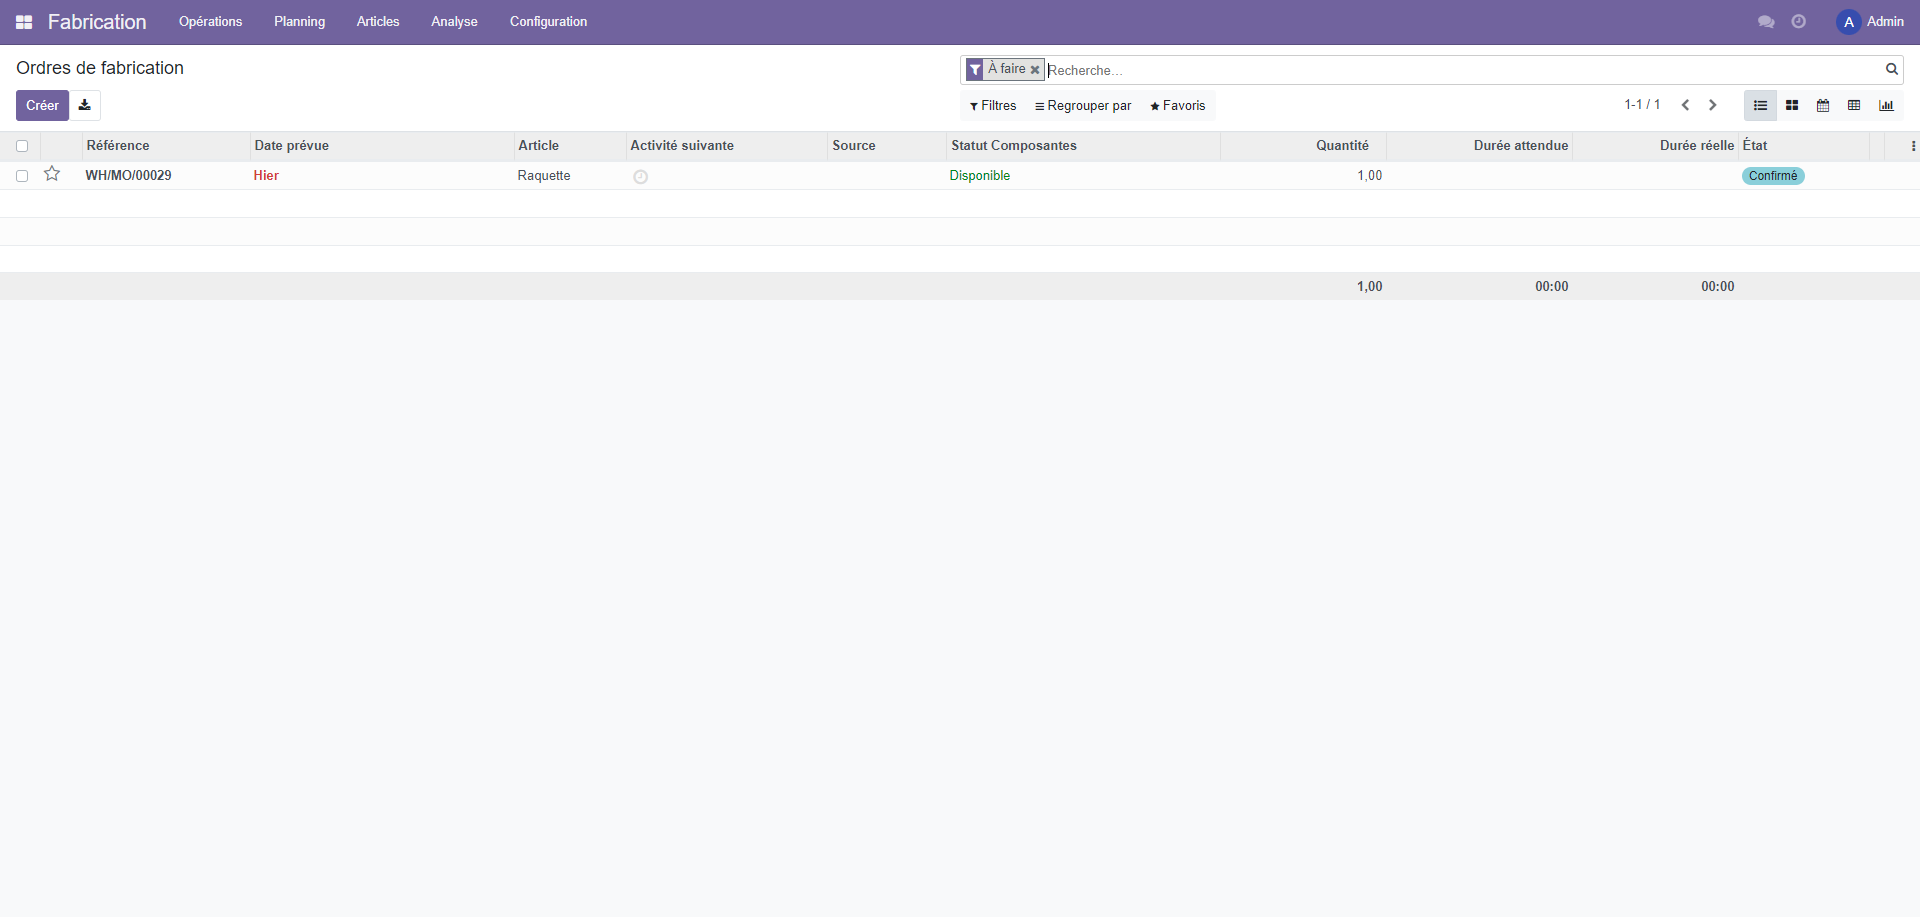 Fabrication Opérations Planning Articles Analyse Configuration A Admin
Ordres de fabrication
À faire Recherche...
Créer Filtres Regrouper par Favoris 1-1 / 1
Référence Date prévue Article Activité suivante Source Statut Composantes Quantité Durée attendue Durée réelle État
WH/MO/00029 Hier Raquette Disponible 1,00 Confirmé
1,00 00:00 00:00